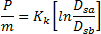 P/m = K_k [ln D_sa/D_sb]